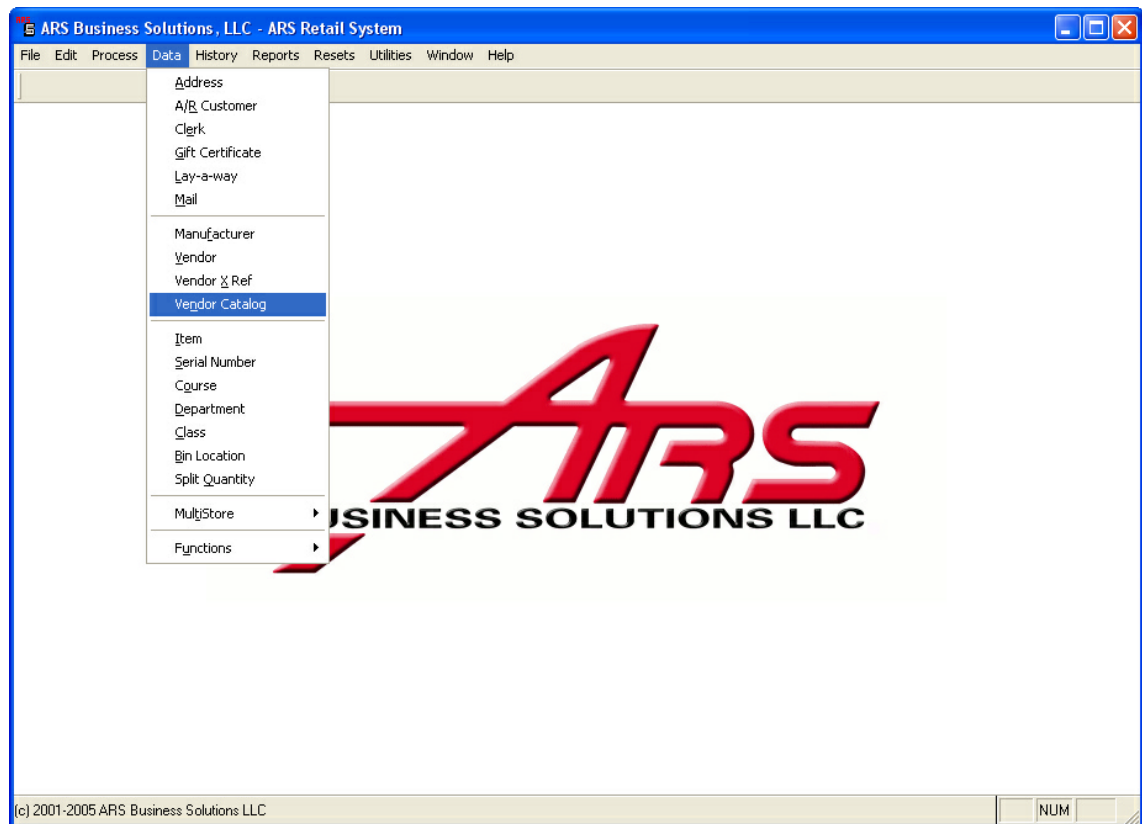 ARS Business Solutions, LLC - ARS Retail System
File Edit Process Data History Reports Resets Utilities Window Help
Address
A/R Customer
Clerk
Gift Certificate
Lay-a-way
Mail
Manufacturer
Vendor
Vendor X Ref
Vendor Catalog
Item
Serial Number
Course
Department
Class
Bin Location
Split Quantity
MultiStore
Functions
ARS
SINESS SOLUTIONS LLC
(c) 2001-2005 ARS Business Solutions LLC
NUM